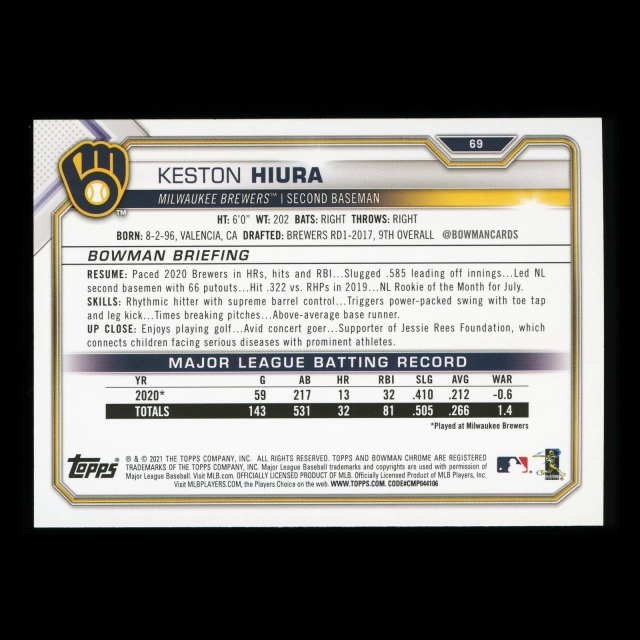 69
KESTON HIURA
MILWAUKEE BREWERS™ | SECOND BASEMAN
™
HT: 6'0" WT: 202 BATS: RIGHT THROWS: RIGHT
BORN: 8-2-96, VALENCIA, CA DRAFTED: BREWERS RD1-2017, 9TH OVERALL @BOWMANCARDS
BOWMAN BRIEFING
RESUME: Paced 2020 Brewers in HRs, hits and RBI...Slugged .585 leading off innings...Led NL
second basemen with 66 putouts...Hit .322 vs. RHPs in 2019...NL Rookie of the Month for July.
SKILLS: Rhythmic hitter with supreme barrel control...Triggers power-packed swing with toe tap
and leg kick...Times breaking pitches...Above-average base runner.
UP CLOSE: Enjoys playing golf...Avid concert goer...Supporter of Jessie Rees Foundation, which
connects children facing serious diseases with prominent athletes.
MAJOR LEAGUE BATTING RECORD
YR G AB HR RBI SLG AVG WAR
2020* 59 217 13 32 .410 .212 -0.6
TOTALS 143 531 32 81 .505 .266 1.4
*Played at Milwaukee Brewers
Topps® ® & © 2021 THE TOPPS COMPANY, INC. ALL RIGHTS RESERVED. TOPPS AND BOWMAN CHROME ARE REGISTERED
TRADEMARKS OF THE TOPPS COMPANY, INC. Major League Baseball trademarks and copyrights are used with permission of
Major League Baseball. Visit MLB.com. OFFICIALLY LICENSED PRODUCT OF MLB Players, Inc.
Visit MLBPLAYERS.COM, the Players Choice on the web. WWW.TOPPS.COM. CODE#CMP044106